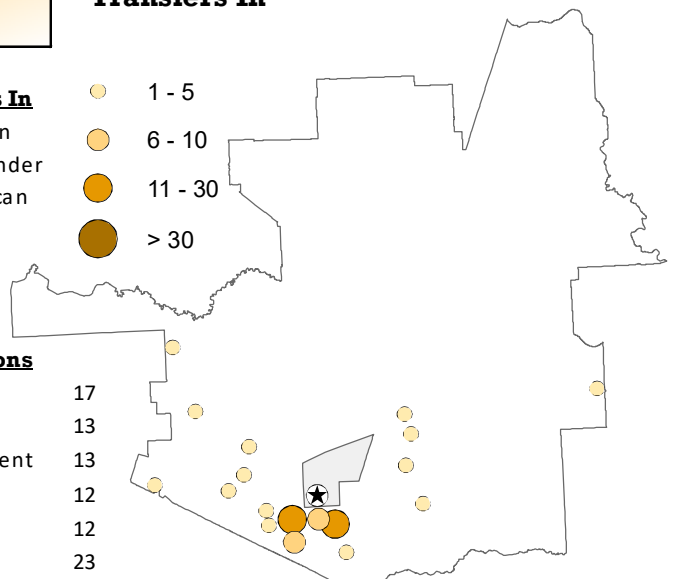 Transfers In
s In
n
nder
can
1 - 5
6 - 10
11 - 30
> 30
ons
17
13
ent 13
12
12
23